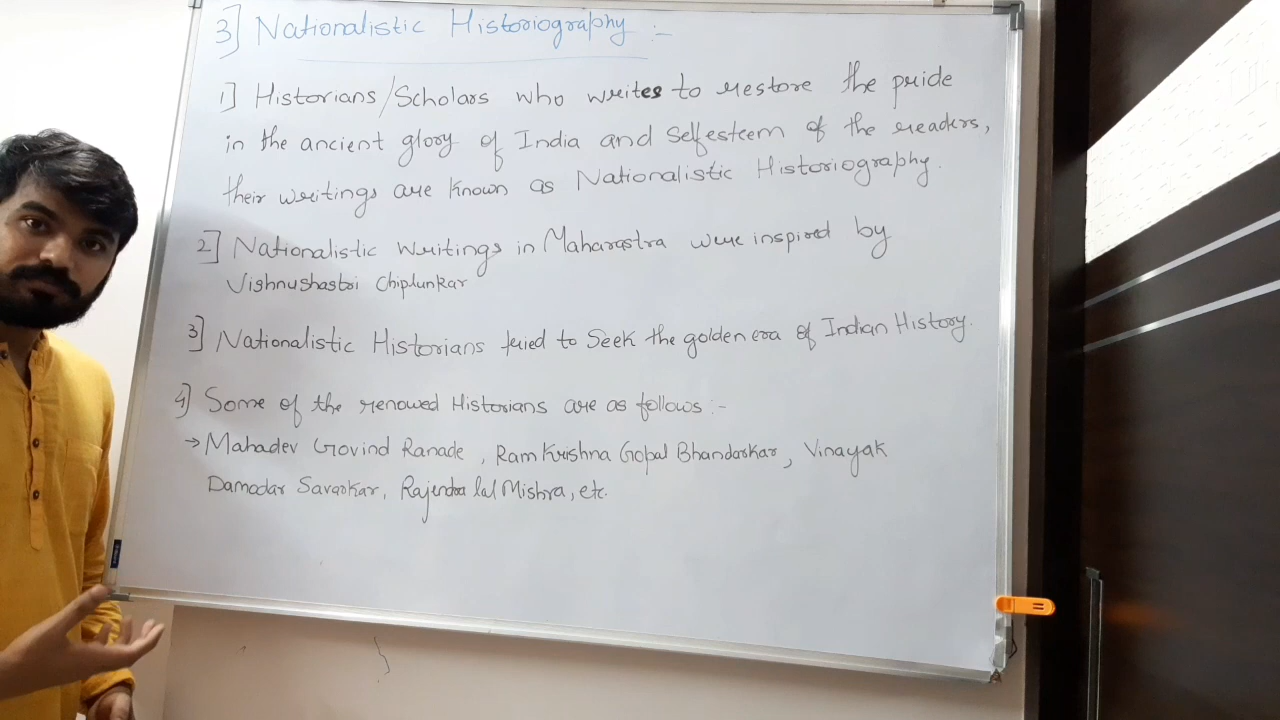 3] Nationalistic Historiography :-
1] Historians/Scholars who writes to restore the pride
in the ancient glory of India and Selfesteem of the readers,
their writings are known as Nationalistic Historiography.
2] Nationalistic Writings in Maharastra were inspired by
Vishnushastri Chiplunkar
3] Nationalistic Historians tried to Seek the golden era of Indian History.
4] Some of the renowed Historians are as follows :-
→ Mahadev Govind Ranade, Ram Krishna Gopal Bhandarkar, Vinayak
Damodar Savarkar, Rajendra lal Mishra, etc.